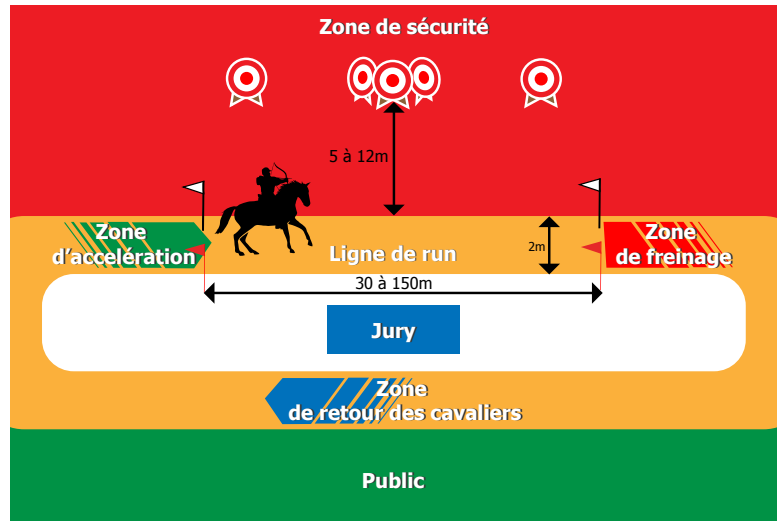 Zone de sécurité
5 à 12m
Zone
d'accelération
Ligne de run
2m
Zone
de freinage
30 à 150m
Jury
Zone
de retour des cavaliers
Public